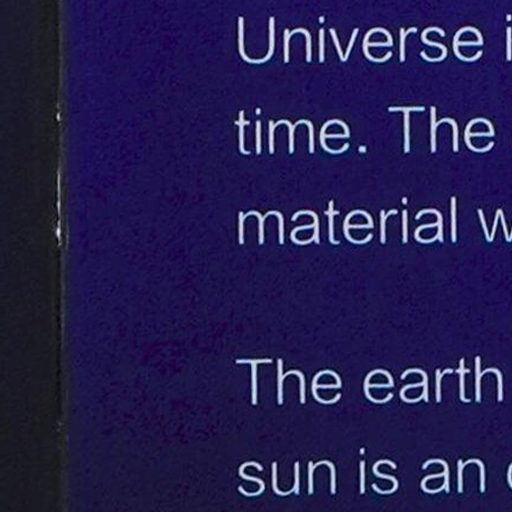 Universe
time. The
material
The earth
sun is an